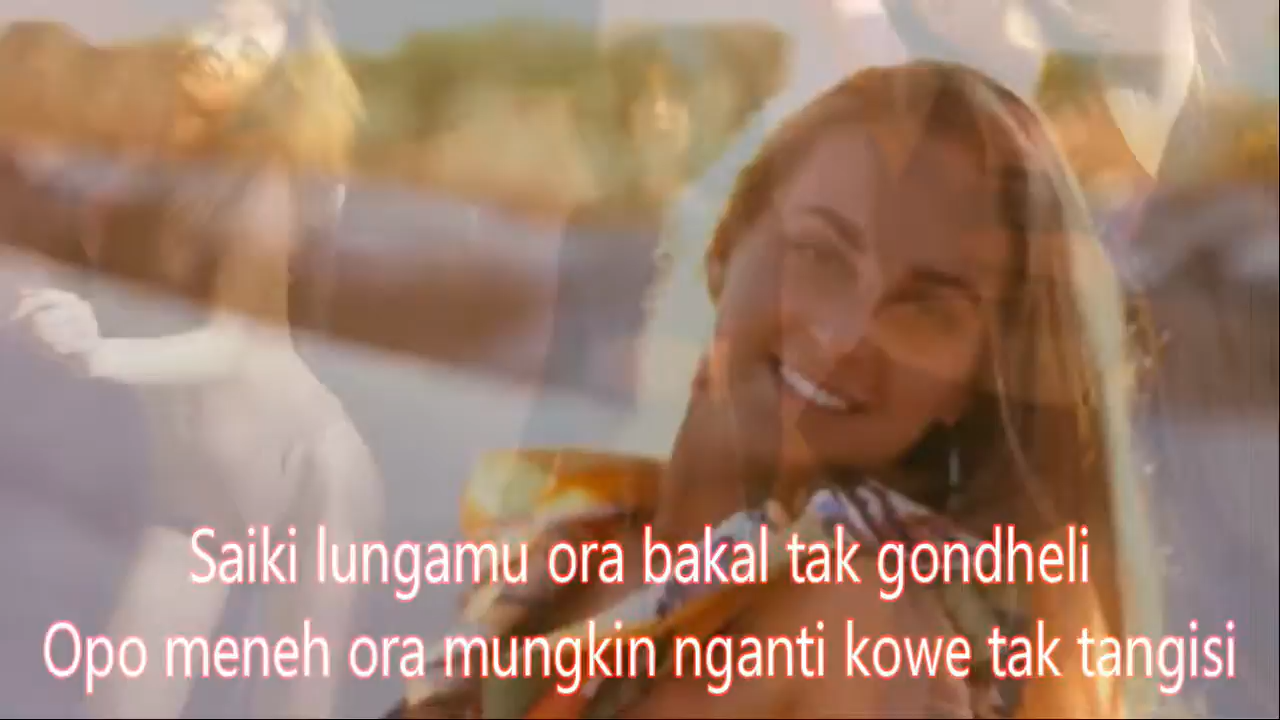 Saiki lungamu ora bakal tak gondheli
Opo meneh ora mungkin nganti kowe tak tangisi